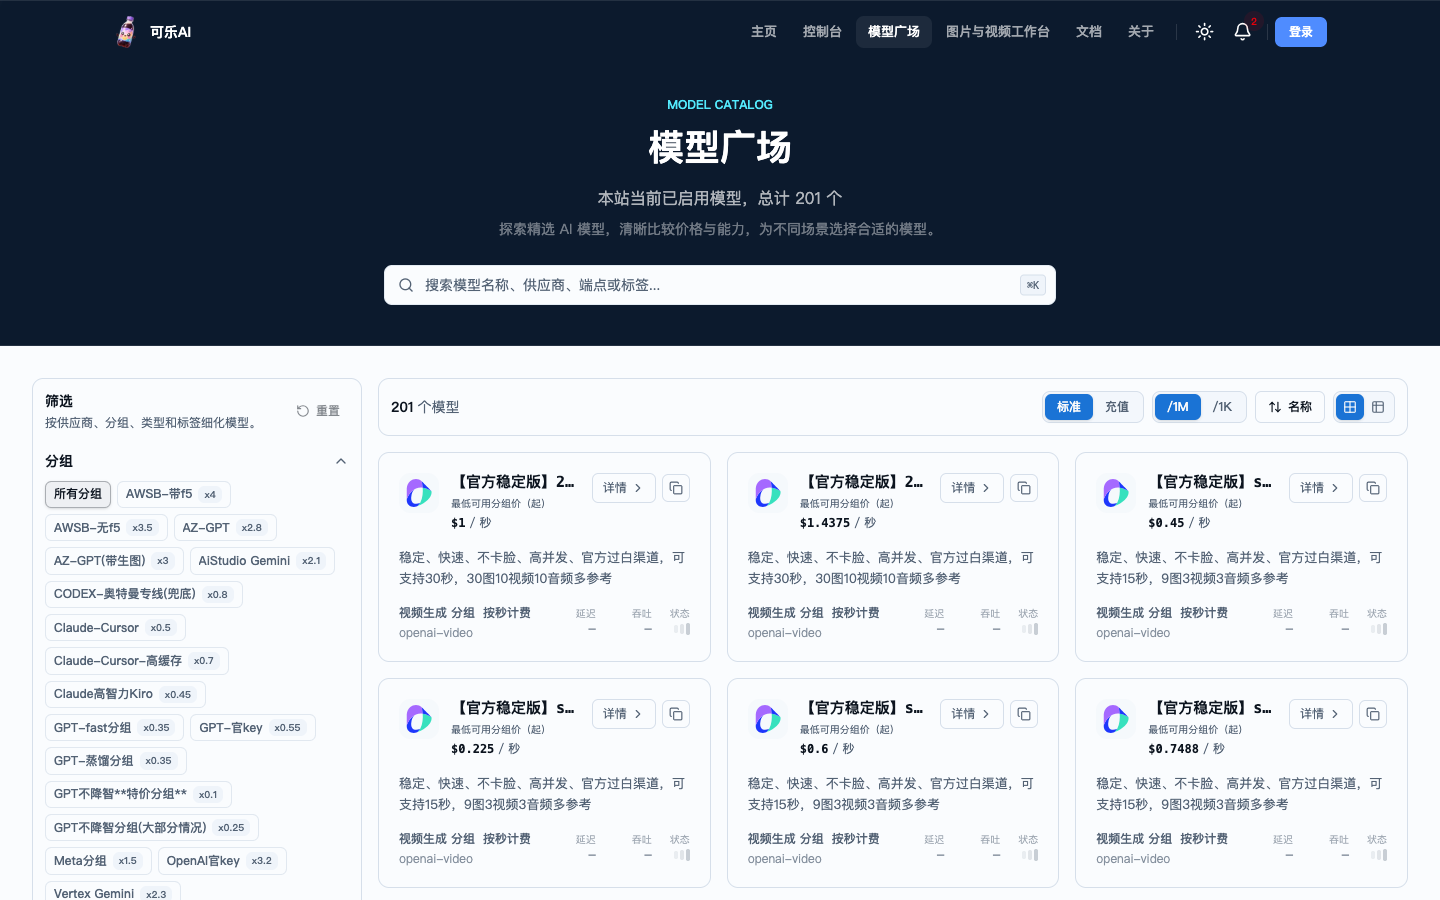 可乐AI
主页
控制台
模型广场
图片与视频工作台
文档
关于
2
登录
MODEL CATALOG
模型广场
本站当前已启用模型，总计 201 个
探索精选 AI 模型，清晰比较价格与能力，为不同场景选择合适的模型。
搜索模型名称、供应商、端点或标签...
⌘K
筛选
重置
按供应商、分组、类型和标签细化模型。
分组
所有分组
AWSB-带f5 x4
AWSB-无f5 x3.5
AZ-GPT x2.8
AZ-GPT(带生图) x3
AiStudio Gemini x2.1
CODEX-奥特曼专线(兜底) x0.8
Claude-Cursor x0.5
Claude-Cursor-高缓存 x0.7
Claude高智力Kiro x0.45
GPT-fast分组 x0.35
GPT-官key x0.55
GPT-蒸馏分组 x0.35
GPT不降智**特价分组** x0.1
GPT不降智分组(大部分情况) x0.25
Meta分组 x1.5
OpenAI官key x3.2
Vertex Gemini x2.3
201 个模型
标准
充值
/1M
/1K
名称
【官方稳定版】2…
详情
最低可用分组价（起）
$1 / 秒
稳定、快速、不卡脸、高并发、官方过白渠道，可
支持30秒，30图10视频10音频多参考
视频生成 分组 按秒计费
延迟 吞吐 状态
openai-video
– –
【官方稳定版】2…
详情
最低可用分组价（起）
$1.4375 / 秒
稳定、快速、不卡脸、高并发、官方过白渠道，可
支持30秒，30图10视频10音频多参考
视频生成 分组 按秒计费
延迟 吞吐 状态
openai-video
– –
【官方稳定版】s…
详情
最低可用分组价（起）
$0.45 / 秒
稳定、快速、不卡脸、高并发、官方过白渠道，可
支持15秒，9图3视频3音频多参考
视频生成 分组 按秒计费
延迟 吞吐 状态
openai-video
– –
【官方稳定版】s…
详情
最低可用分组价（起）
$0.225 / 秒
稳定、快速、不卡脸、高并发、官方过白渠道，可
支持15秒，9图3视频3音频多参考
视频生成 分组 按秒计费
延迟 吞吐 状态
openai-video
– –
【官方稳定版】s…
详情
最低可用分组价（起）
$0.6 / 秒
稳定、快速、不卡脸、高并发、官方过白渠道，可
支持15秒，9图3视频3音频多参考
视频生成 分组 按秒计费
延迟 吞吐 状态
openai-video
– –
【官方稳定版】s…
详情
最低可用分组价（起）
$0.7488 / 秒
稳定、快速、不卡脸、高并发、官方过白渠道，可
支持15秒，9图3视频3音频多参考
视频生成 分组 按秒计费
延迟 吞吐 状态
openai-video
– –